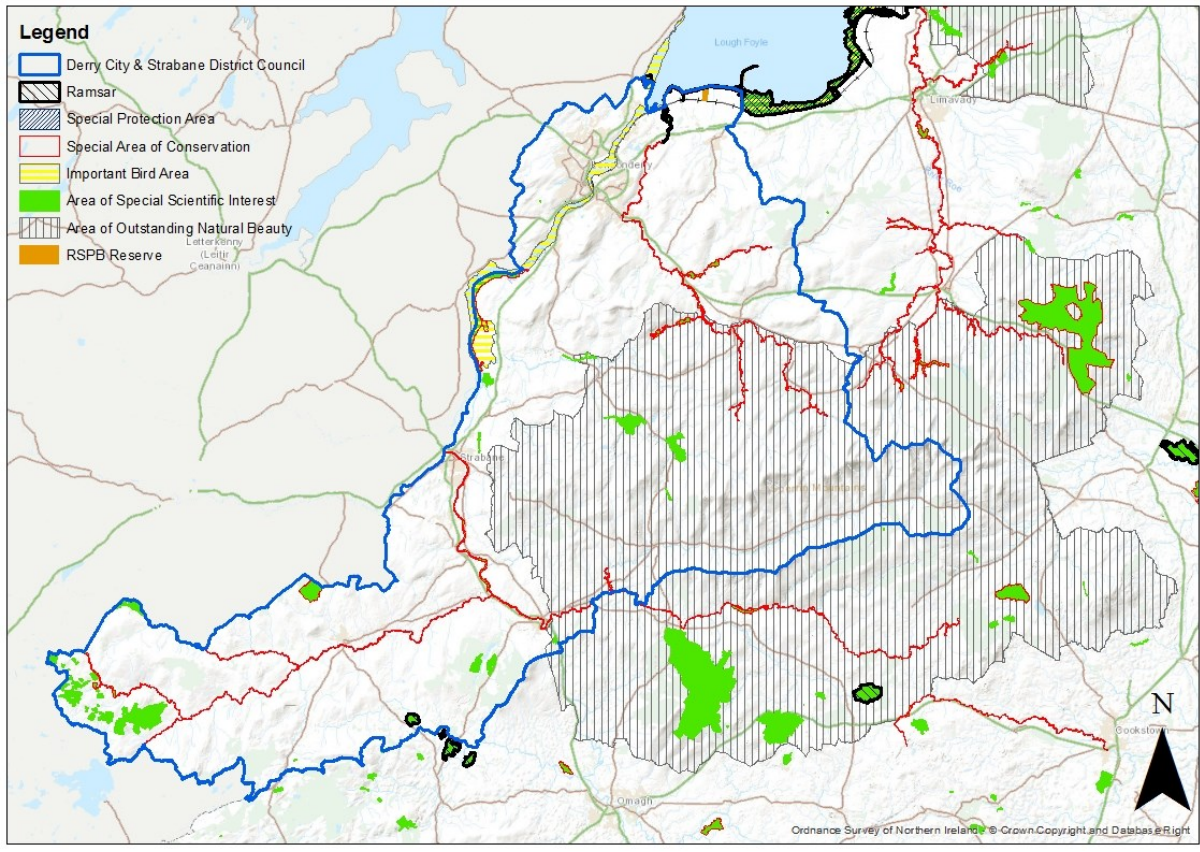 Legend
Derry City & Strabane District Council
Ramsar
Special Protection Area
Special Area of Conservation
Important Bird Area
Area of Special Scientific Interest
Area of Outstanding Natural Beauty
RSPB Reserve
Lough Foyle
Limavady
Letterkenny
(Leitir
Ceanainn)
Strabane
Mountains
N
Cookstown
Omagh
Ordnance Survey of Northern Ireland - © Crown Copyright and Database Right